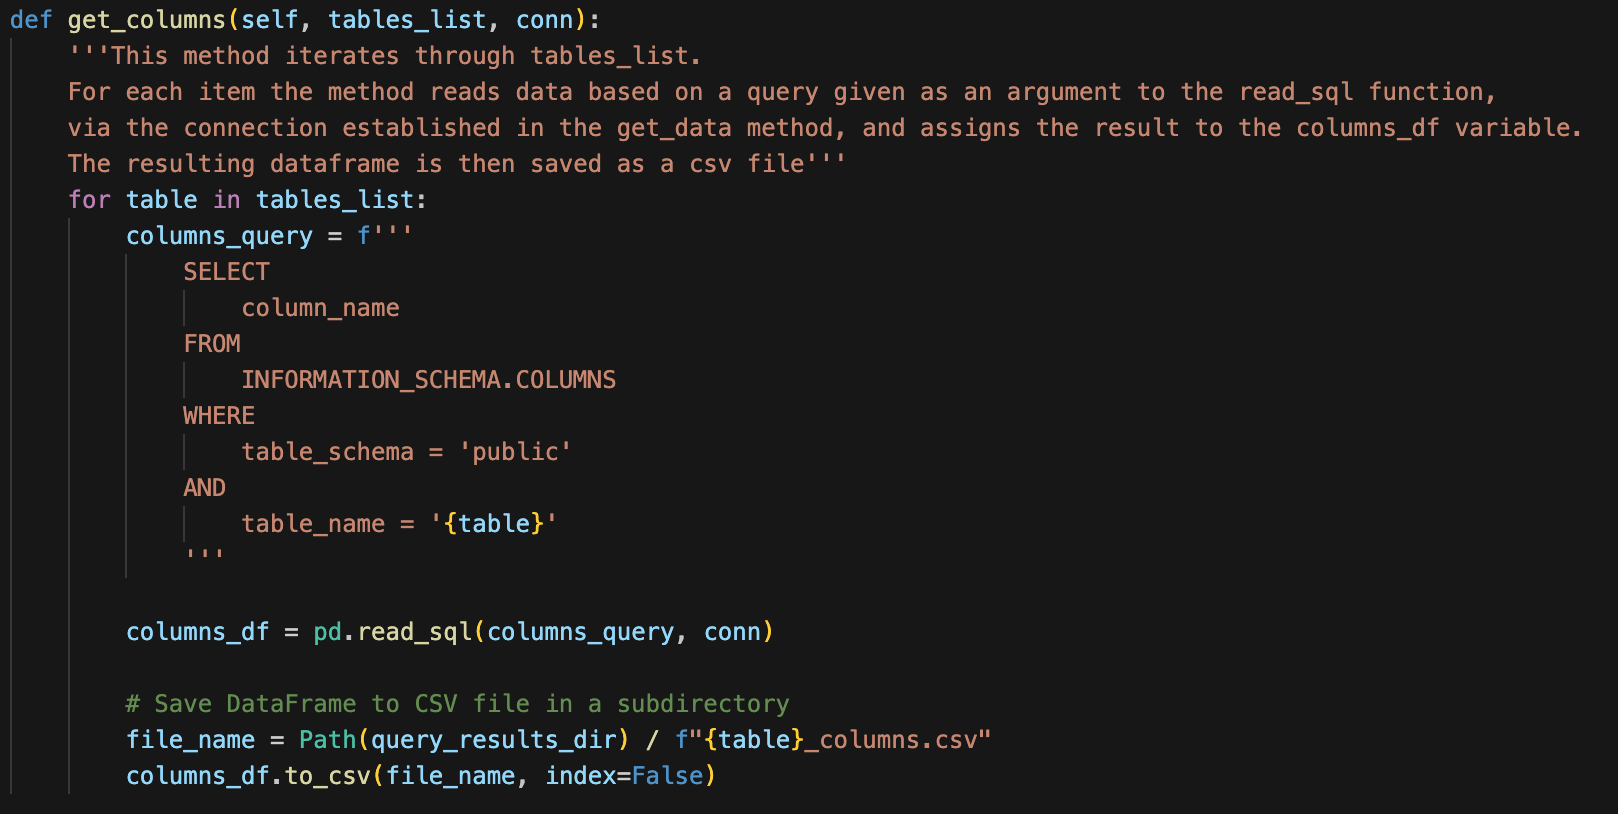 def get_columns(self, tables_list, conn):
    '''This method iterates through tables_list.
    For each item the method reads data based on a query given as an argument to the read_sql function,
    via the connection established in the get_data method, and assigns the result to the columns_df variable.
    The resulting dataframe is then saved as a csv file'''
    for table in tables_list:
        columns_query = f'''
            SELECT
                column_name
            FROM
                INFORMATION_SCHEMA.COLUMNS
            WHERE
                table_schema = 'public'
            AND
                table_name = '{table}'
            '''

        columns_df = pd.read_sql(columns_query, conn)

        # Save DataFrame to CSV file in a subdirectory
        file_name = Path(query_results_dir) / f"{table}_columns.csv"
        columns_df.to_csv(file_name, index=False)